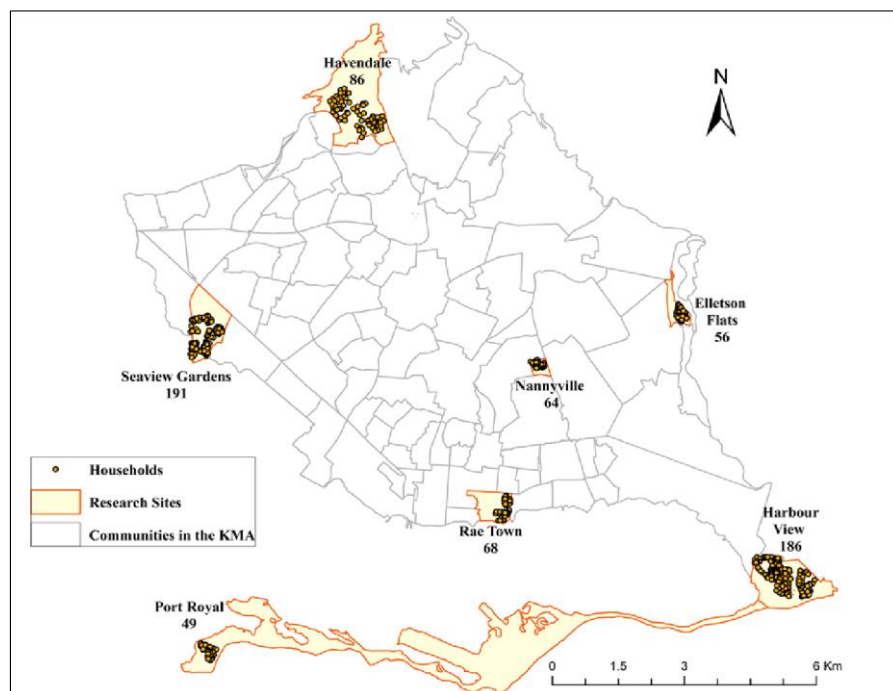 Havendale
86
N
Elletson
Flats
56
Seaview Gardens
191
Nannyville
64
Households
Research Sites
Communities in the KMA
Rae Town
68
Harbour
View
186
Port Royal
49
0 1.5 3 6 Km